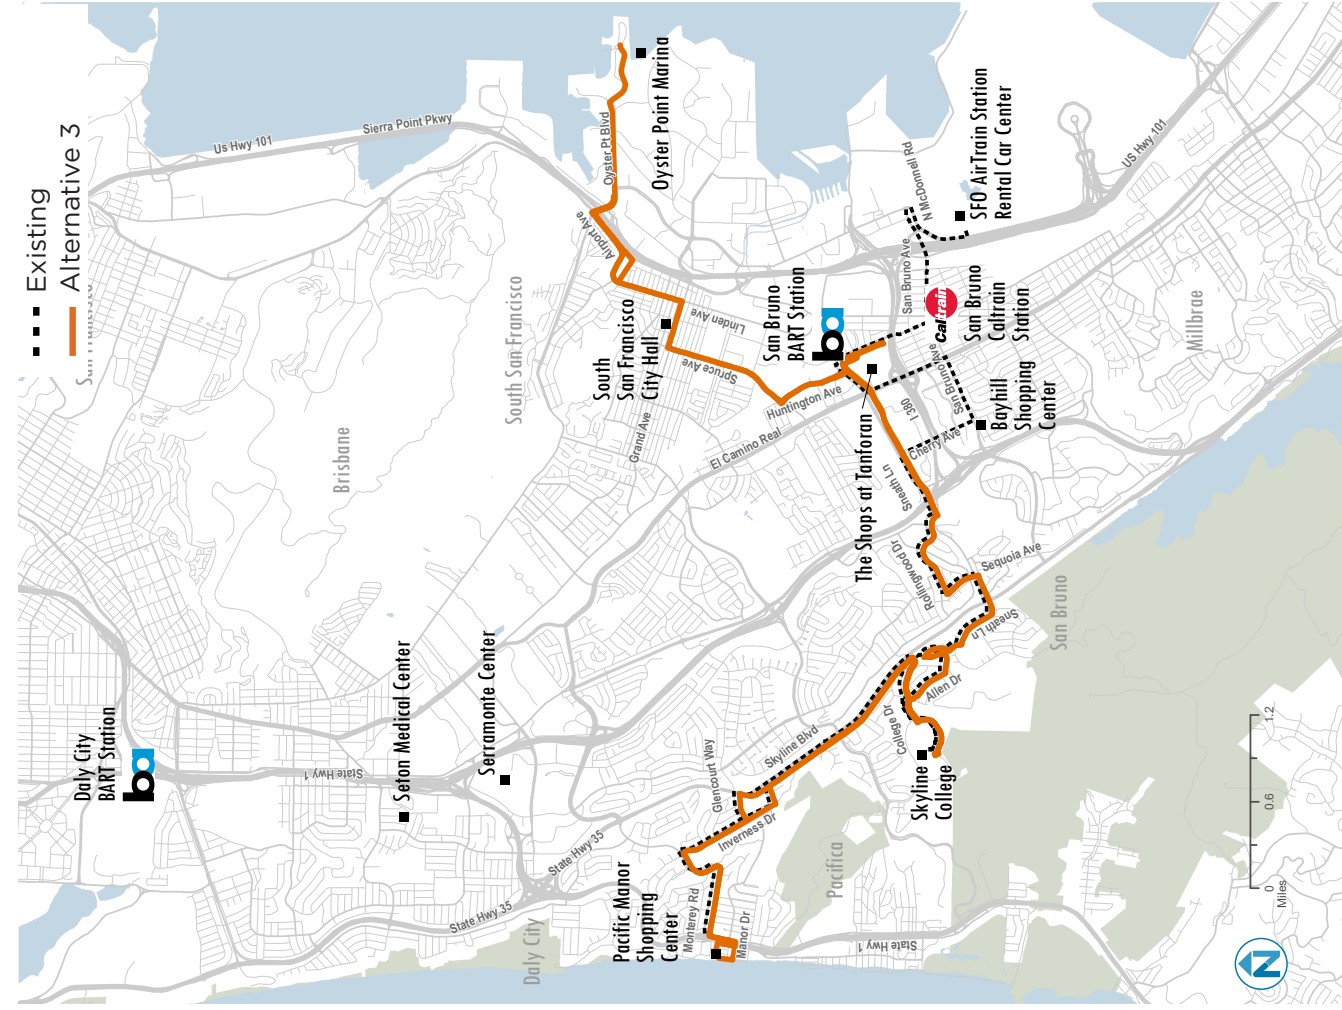 Existing
Alternative 3
San Francisco
Us Hwy 101
Sierra Point Pkwy
Oyster Pt Blvd
Oyster Point Marina
Airport Ave
N McDonnell Rd
SFO AirTrain Station
Rental Car Center
US Hwy 101
San Bruno Ave
South San Francisco
Linden Ave
South
San Francisco
City Hall
San Bruno
BART Station
ba
Caltrain
San Bruno
Caltrain
Station
Millbrae
Spruce Ave
Huntington Ave
Grand Ave
El Camino Real
I-380
San Bruno Ave
Bayhill
Shopping
Center
Cherry Ave
Brisbane
The Shops at Tanforan
Sneath Ln
Rollingwood Dr
Sequoia Ave
Sneath Ln
San Bruno
Daly City
BART Station
ba
Seton Medical Center
Serramonte Center
State Hwy 1
Glencourt Way
Skyline Blvd
College Dr
Allen Dr
Skyline
College
Inverness Dr
State Hwy 35
State Hwy 35
Pacifica
Pacific Manor
Shopping
Center
Monterey Rd
Manor Dr
State Hwy 1
Daly City
0
0.6
1.2
Miles
N